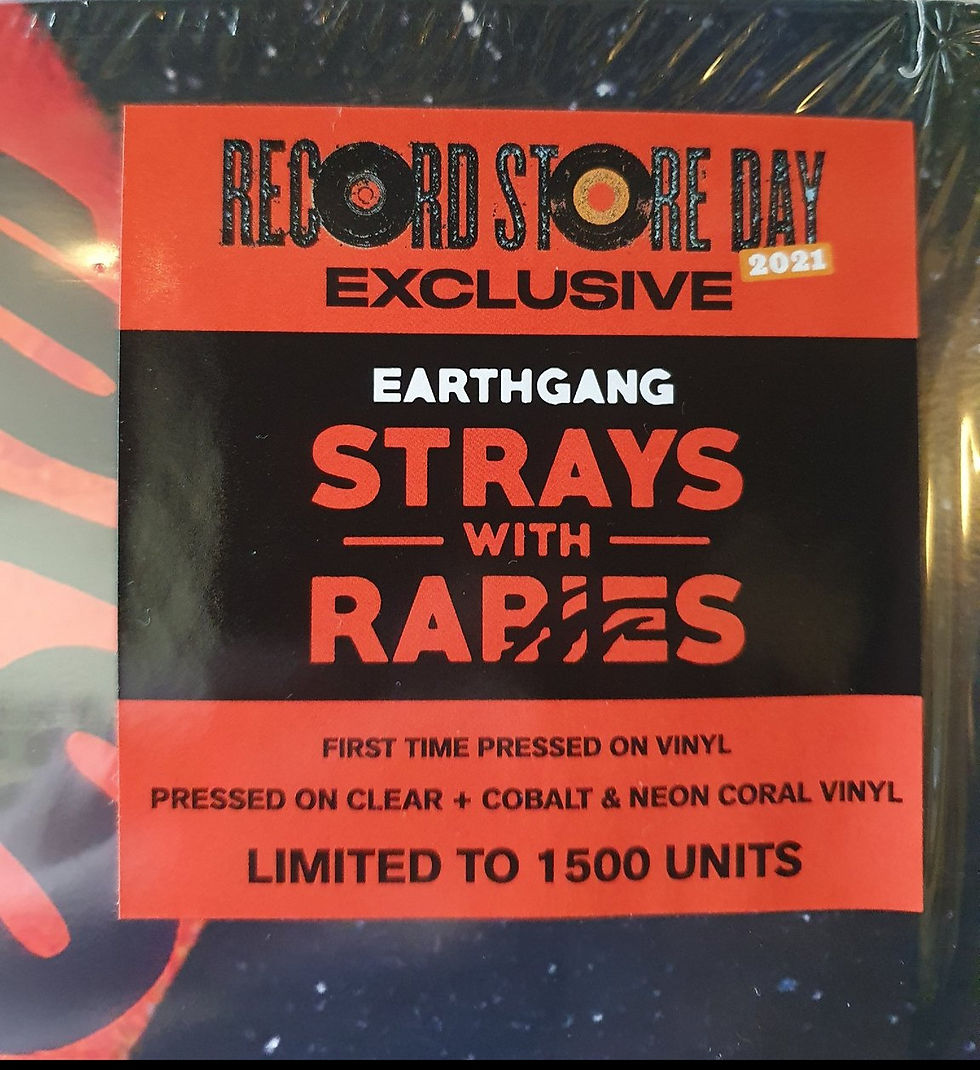 RECORD STORE DAY
2021
EXCLUSIVE
EARTHGANG
STRAYS
WITH
RABIES
FIRST TIME PRESSED ON VINYL
PRESSED ON CLEAR + COBALT & NEON CORAL VINYL
LIMITED TO 1500 UNITS